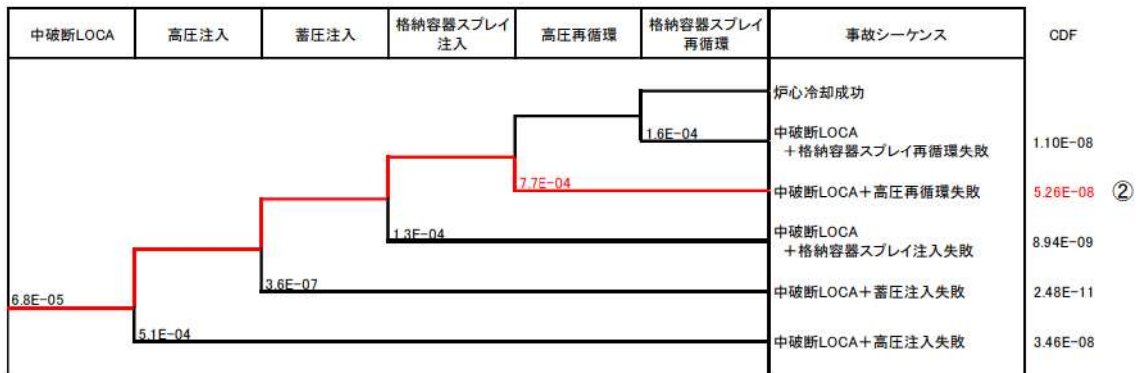 中破断LOCA 高圧注入 蓄圧注入 格納容器スプレイ注入 高圧再循環 格納容器スプレイ再循環 事故シーケンス CDF
炉心冷却成功
1.6E-04 中破断LOCA
+格納容器スプレイ再循環失敗 1.10E-08
7.7E-04 中破断LOCA+高圧再循環失敗 5.26E-08 ②
1.3E-04 中破断LOCA
+格納容器スプレイ注入失敗 8.94E-09
6.8E-05 3.6E-07 中破断LOCA+蓄圧注入失敗 2.48E-11
5.1E-04 中破断LOCA+高圧注入失敗 3.46E-08